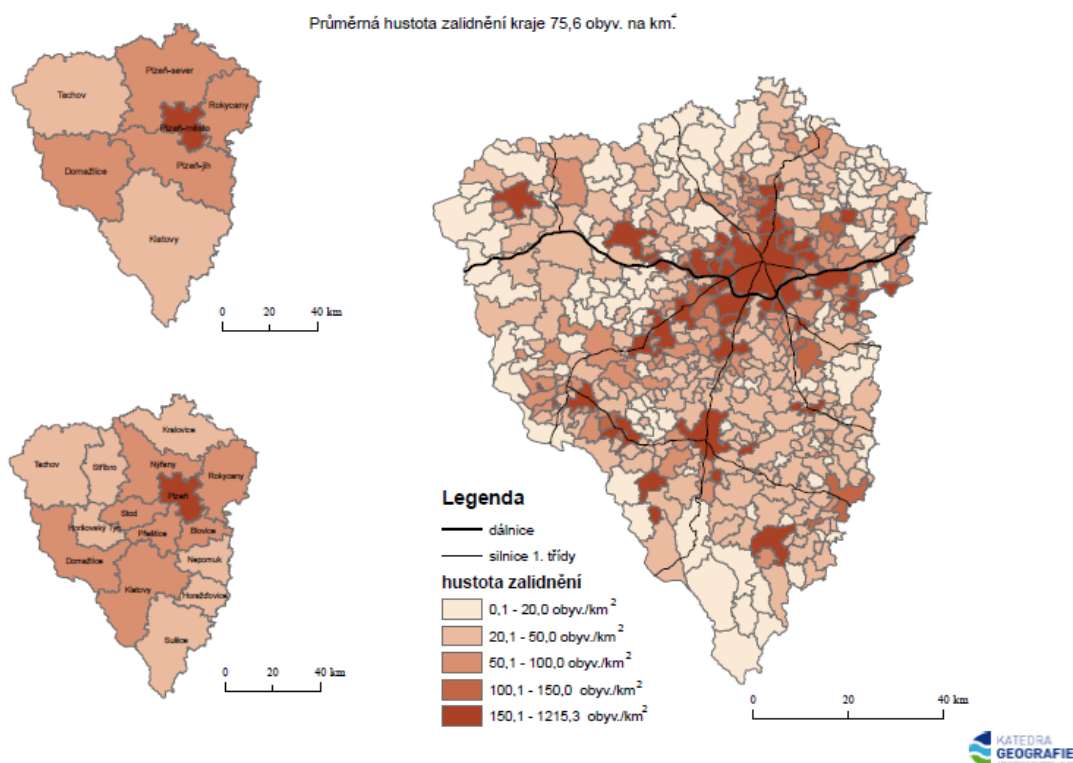 Průměrná hustota zalidnění kraje 75,6 obyv. na km²
Plzeň-sever
Tachov
Rokycany
Plzeň-město
Domažlice
Plzeň-jih
Klatovy
0 20 40 km
Kralovice
Tachov
Stříbro
Nýřany
Rokycany
Plzeň
Stod
Horšovský Týn
Přeštice
Blovice
Domažlice
Nepomuk
Klatovy
Horažďovice
Sušice
0 20 40 km
Legenda
dálnice
silnice 1. třídy
hustota zalidnění
0,1 - 20,0 obyv./km²
20,1 - 50,0 obyv./km²
50,1 - 100,0 obyv./km²
100,1 - 150,0 obyv./km²
150,1 - 1215,3 obyv./km²
0 20 40 km
KATEDRA
GEOGRAFIE